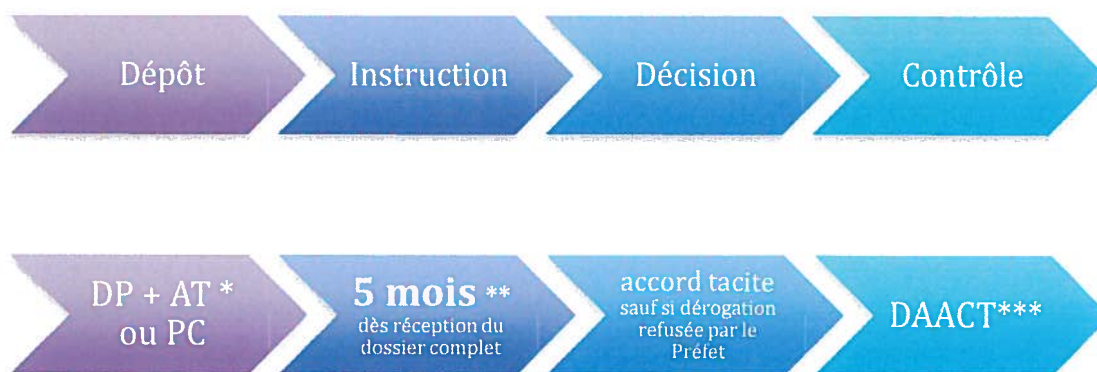 Dépôt
Instruction
Décision
Contrôle
DP + AT *
ou PC
5 mois **
dès réception du
dossier complet
accord tacite
sauf si dérogation
refusée par le
Préfet
DAACT***